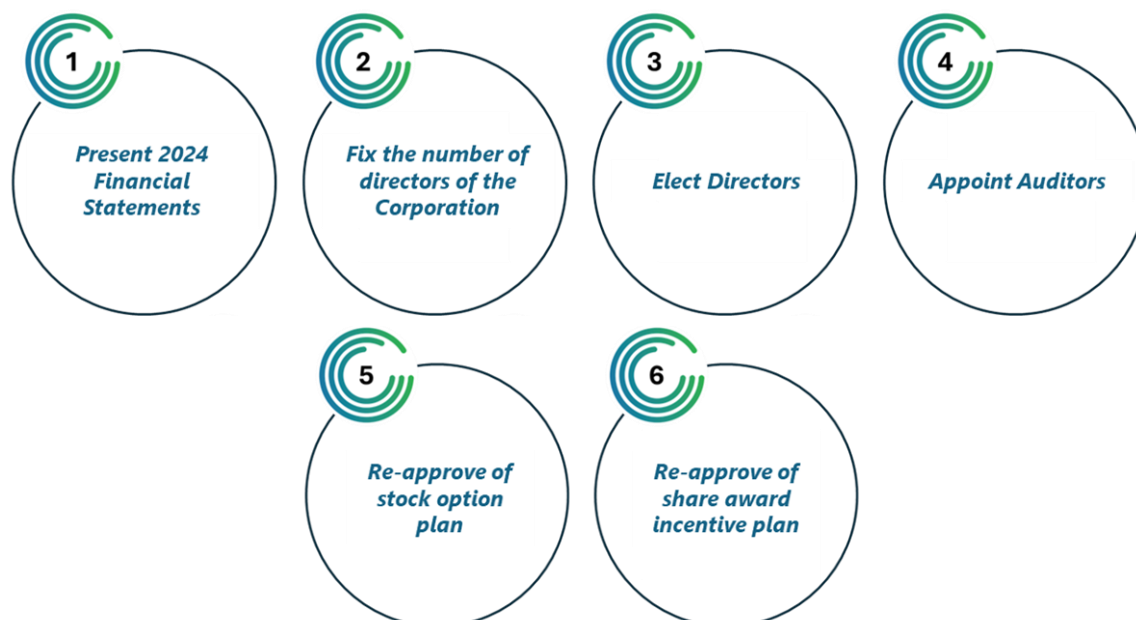 1
Present 2024
Financial
Statements
2
Fix the number of
directors of the
Corporation
3
Elect Directors
4
Appoint Auditors
5
Re-approve of
stock option
plan
6
Re-approve of
share award
incentive plan